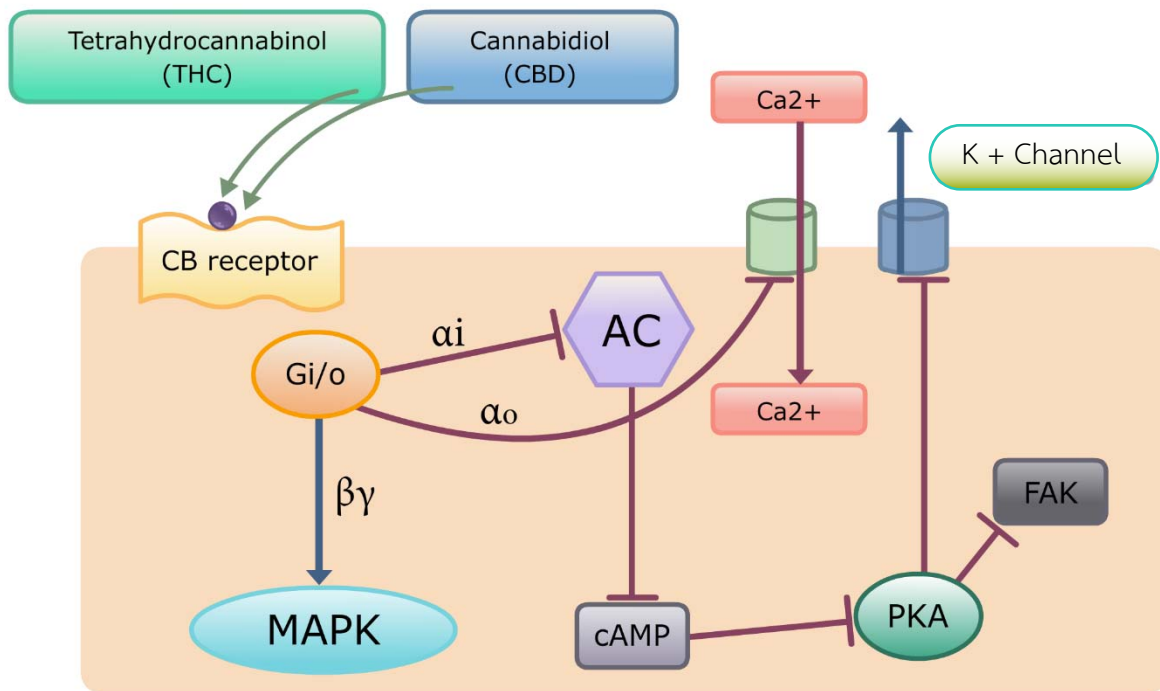 Tetrahydrocannabinol
(THC)
Cannabidiol
(CBD)
Ca2+
K + Channel
CB receptor
αi
AC
Gi/o
αo
Ca2+
βγ
FAK
MAPK
cAMP
PKA